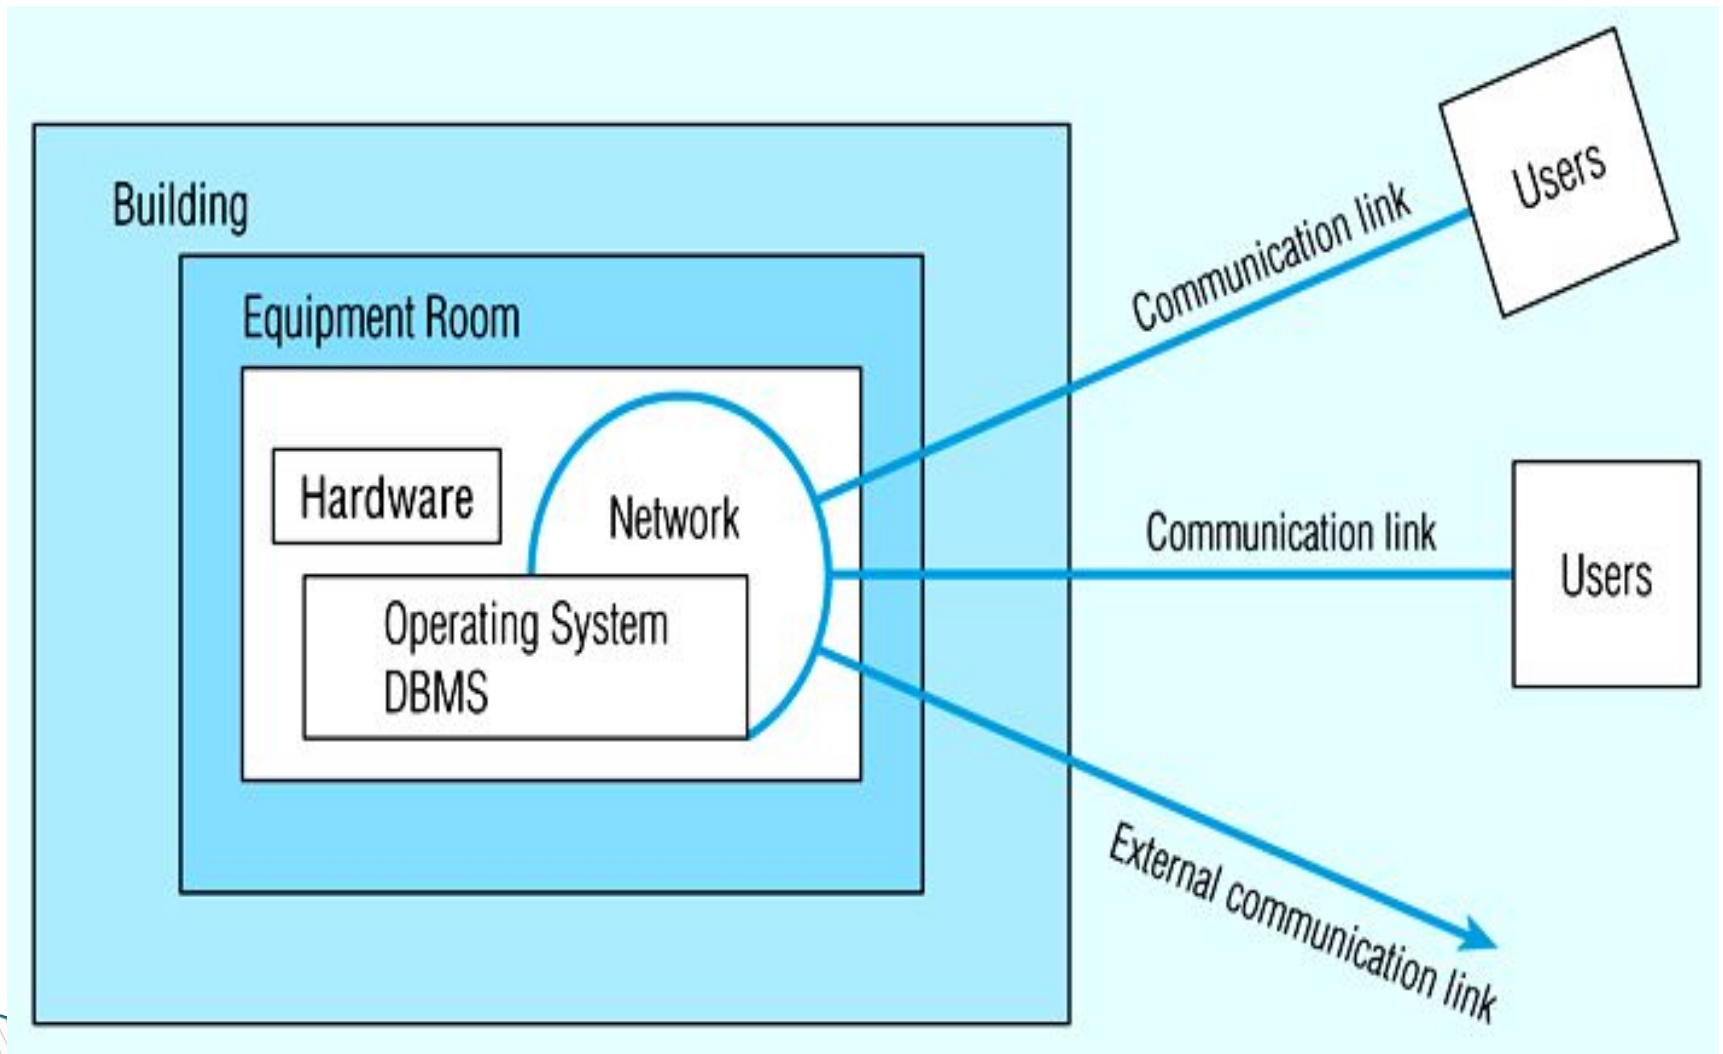 Building
Equipment Room
Hardware
Network
Operating System
DBMS
Communication link
Users
Communication link
Users
External communication link